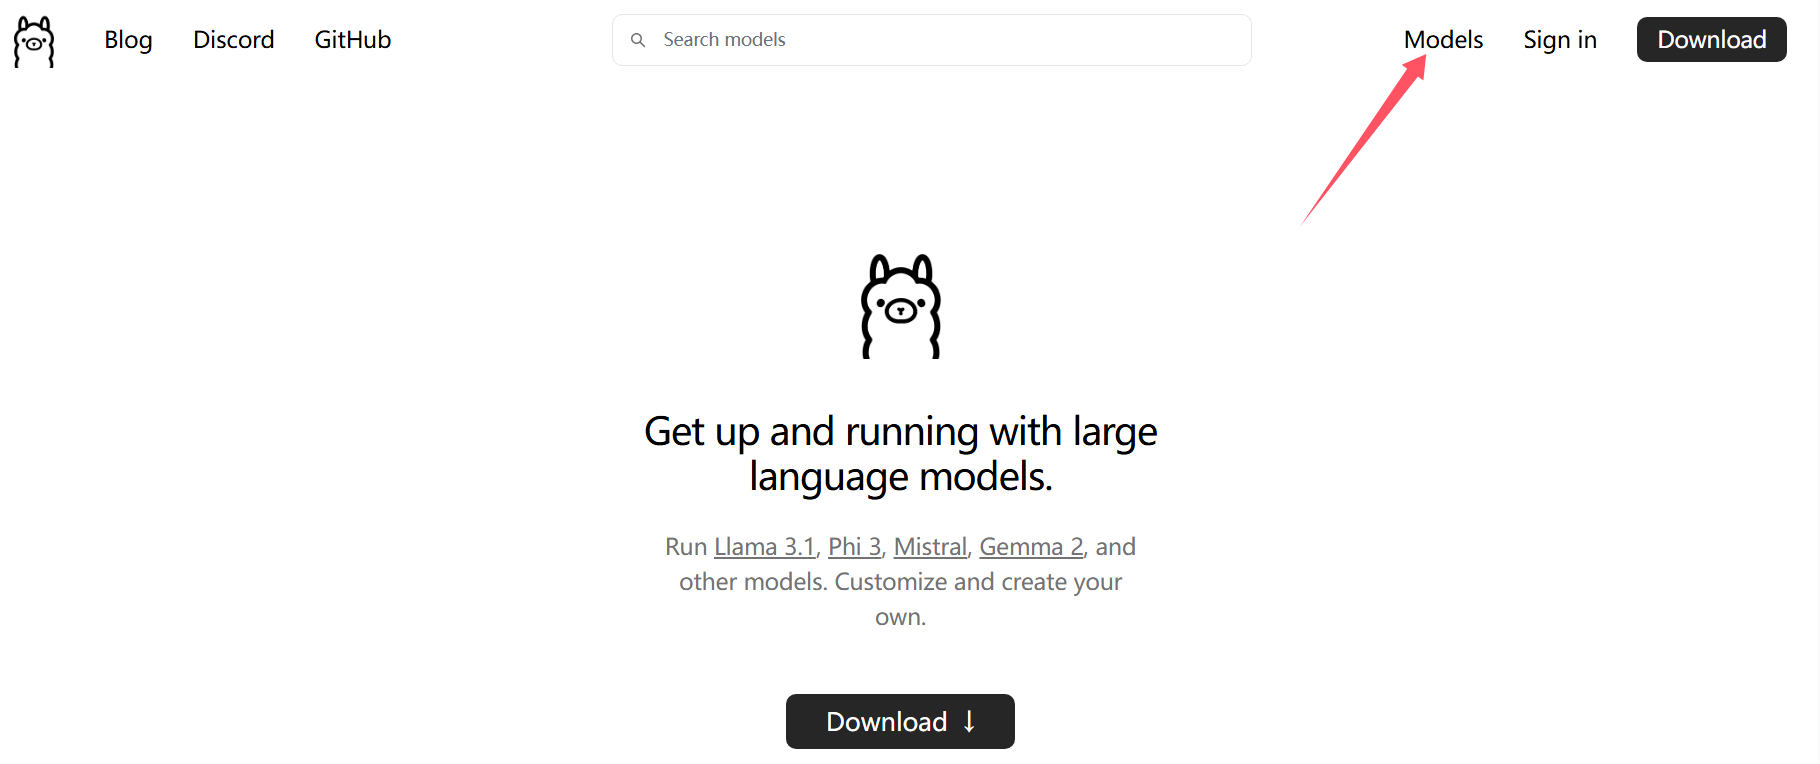 Blog Discord GitHub Search models Models Sign in Download
Get up and running with large
language models.
Run Llama 3.1, Phi 3, Mistral, Gemma 2, and
other models. Customize and create your
own.
Download ↓